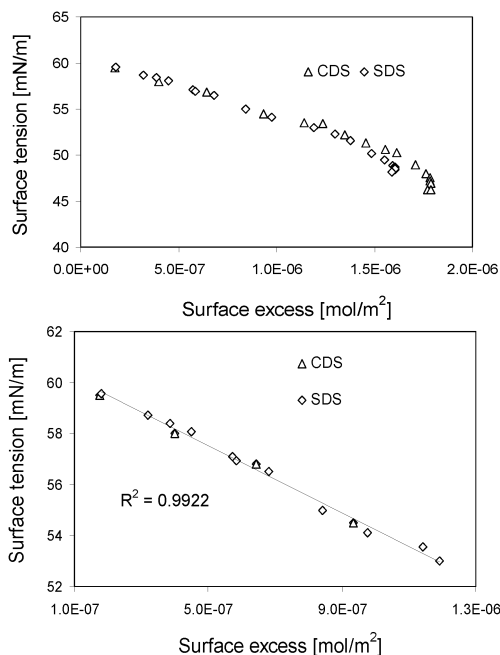 65
60
55
50
45
40
Surface tension [mN/m]
△ CDS ◇ SDS
0.0E+00 5.0E-07 1.0E-06 1.5E-06 2.0E-06
Surface excess [mol/m²]
62
60
58
56
54
52
Surface tension [mN/m]
△ CDS
◇ SDS
R² = 0.9922
1.0E-07 5.0E-07 9.0E-07 1.3E-06
Surface excess [mol/m²]